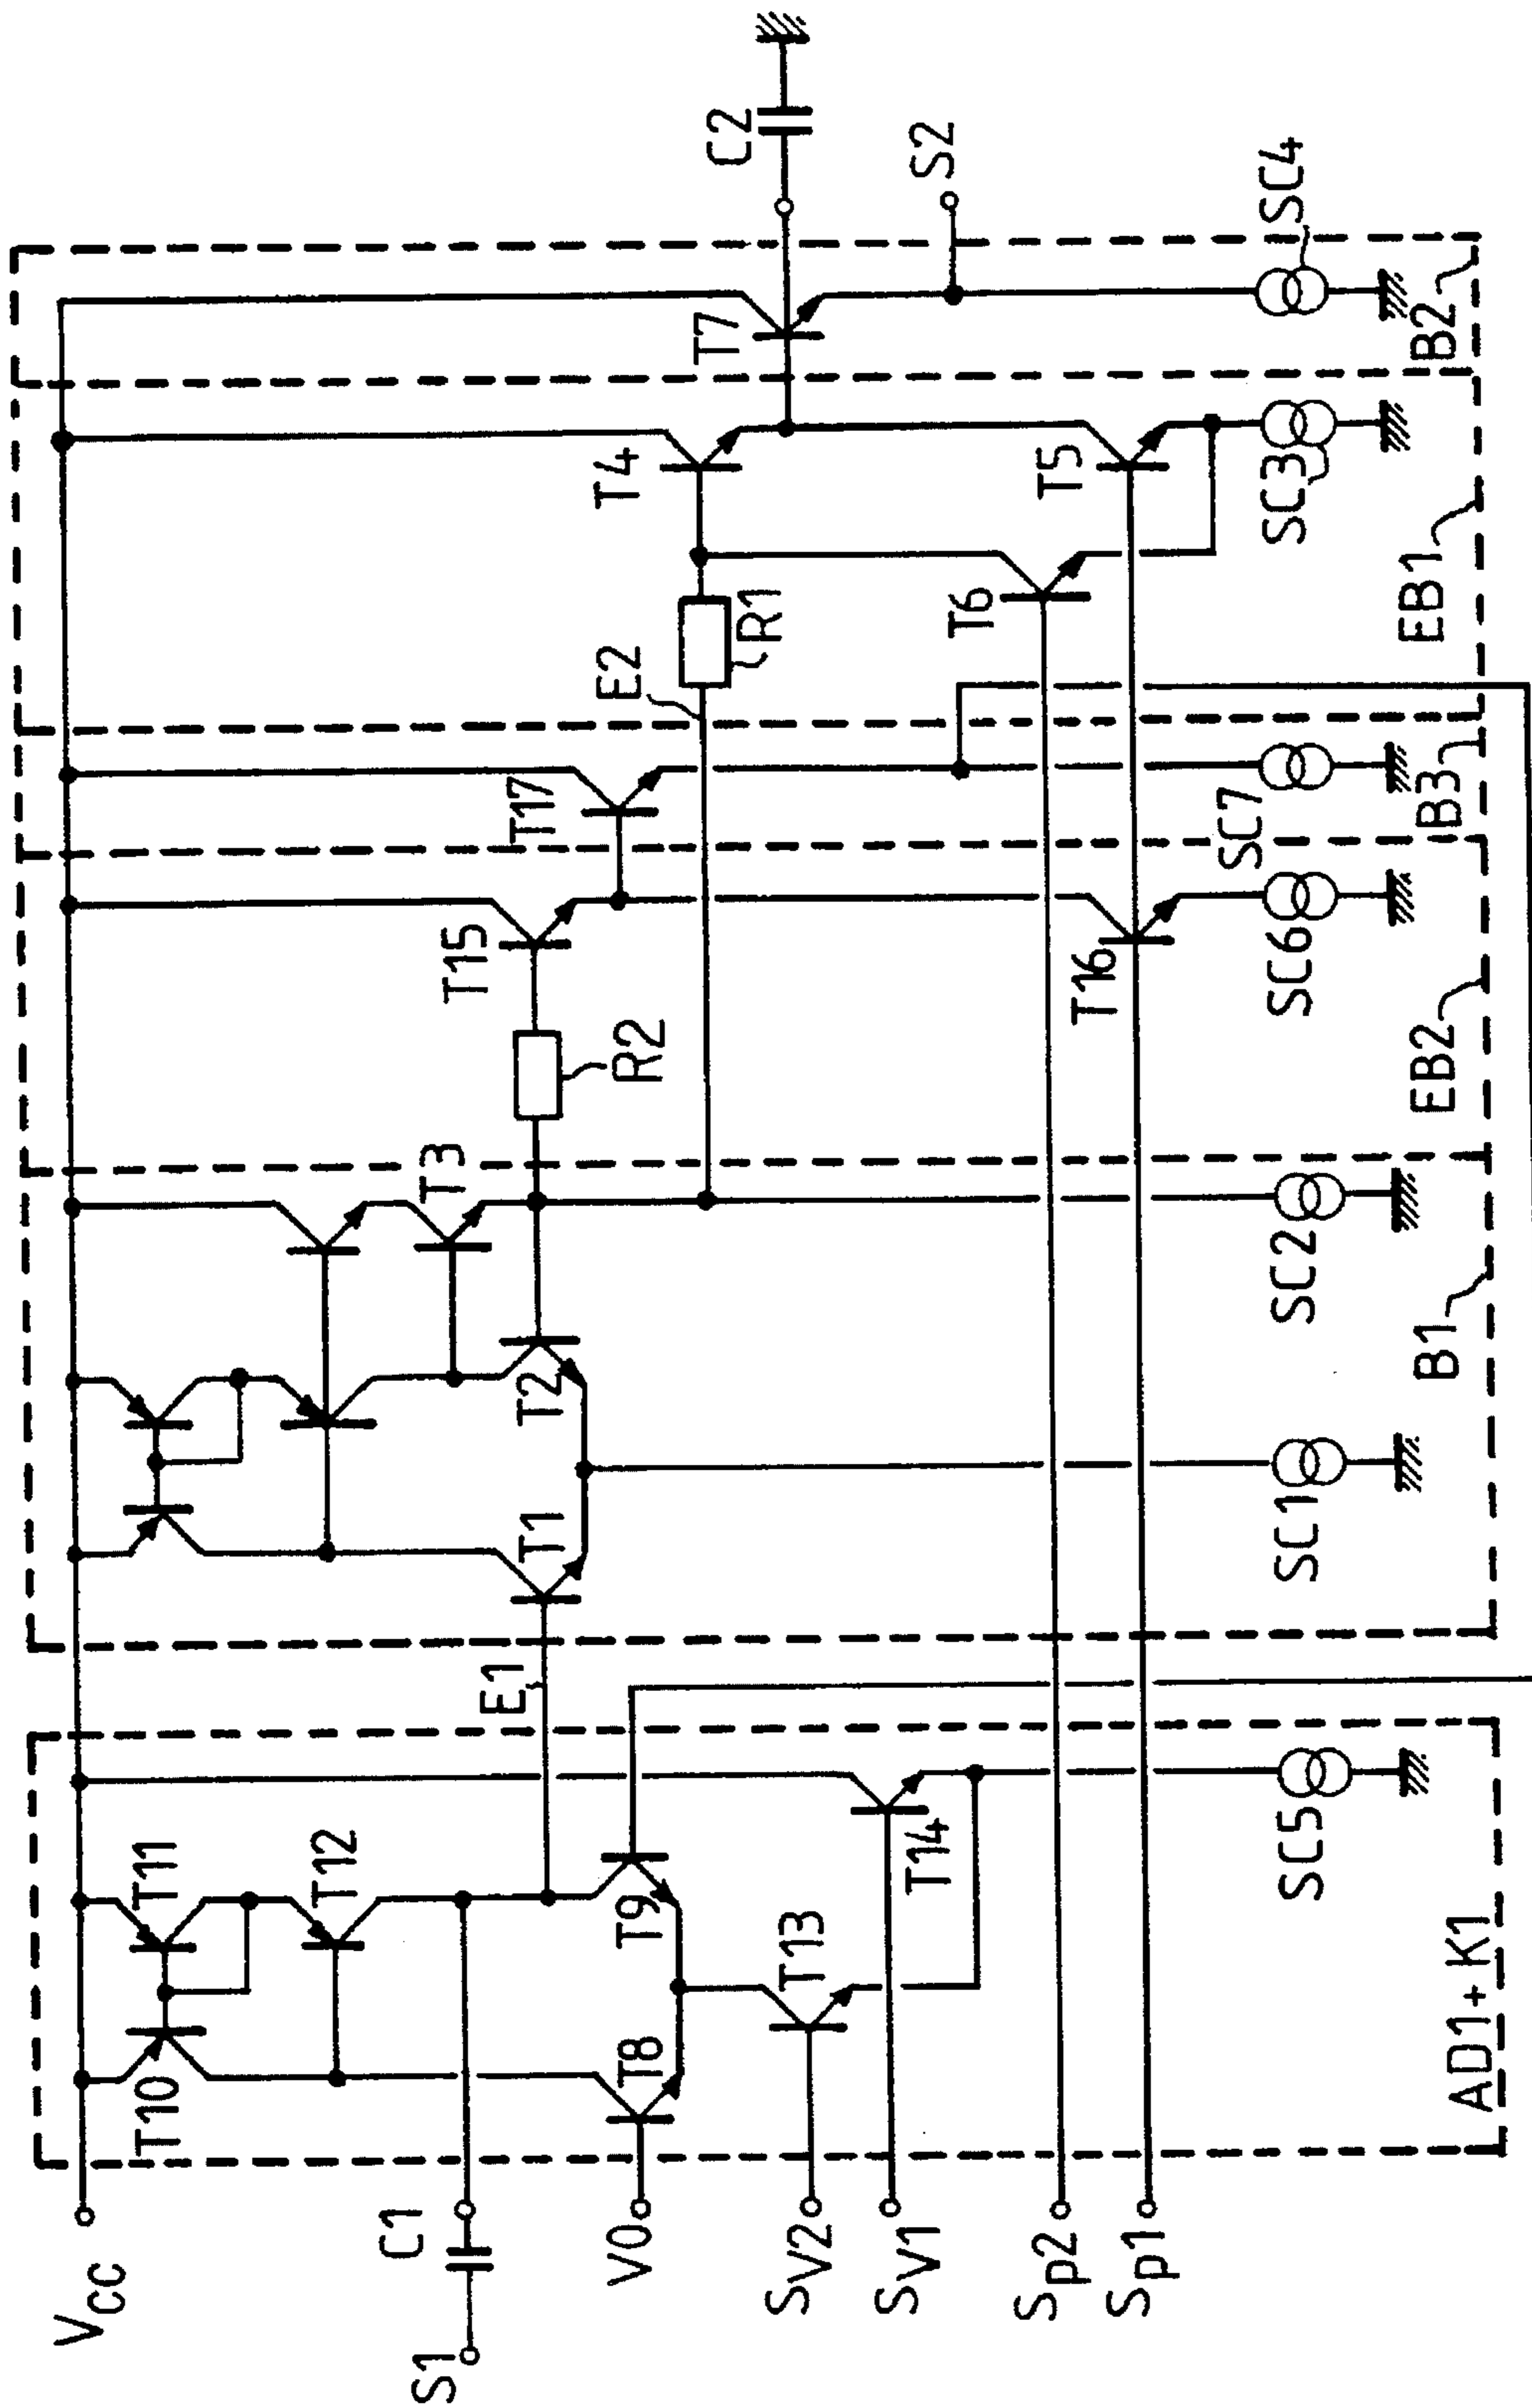 VCC
S1
C1
V0
SV2
SV1
Sp2
Sp1
T10
T11
T12
T8
T9
T13
T14
SC5
AD1+K1
E1
T1
T2
T3
SC1
SC2
B1
R2
T15
T16
SC6
EB2
T17
SC7
B3
E2
R1
T6
T4
T5
SC3
EB1
T7
SC4
B2
C2
S2